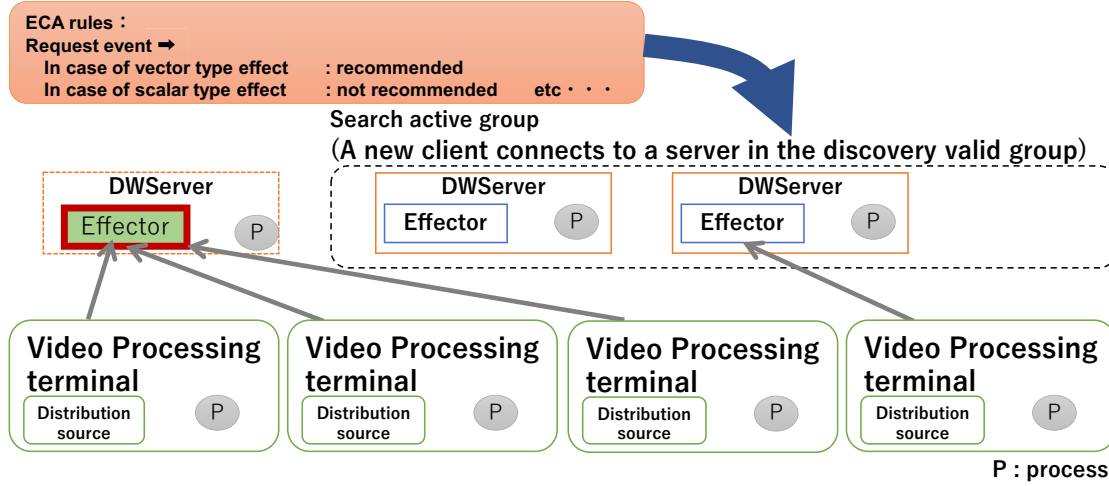 ECA rules：
Request event ➡
In case of vector type effect : recommended
In case of scalar type effect : not recommended etc・・・
Search active group
(A new client connects to a server in the discovery valid group)
DWServer
Effector
P
DWServer
Effector
P
DWServer
Effector
P
Video Processing
terminal
Distribution
source
P
Video Processing
terminal
Distribution
source
P
Video Processing
terminal
Distribution
source
P
Video Processing
terminal
Distribution
source
P
P : process